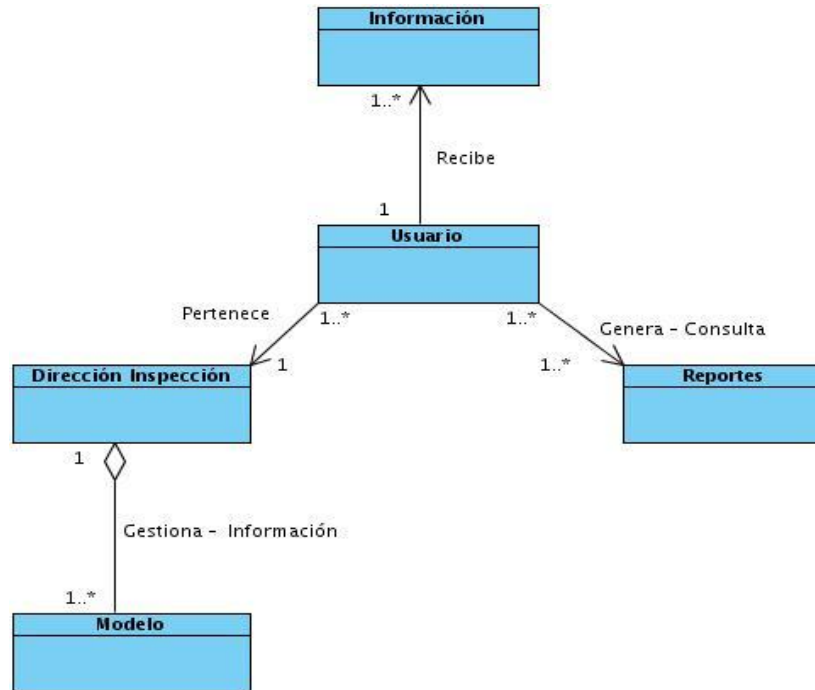 Información
1..*
Recibe
1
Usuario
Pertenece
1..*
1..*
Genera - Consulta
1
1..*
Dirección Inspección
Reportes
1
Gestiona - Información
1..*
Modelo